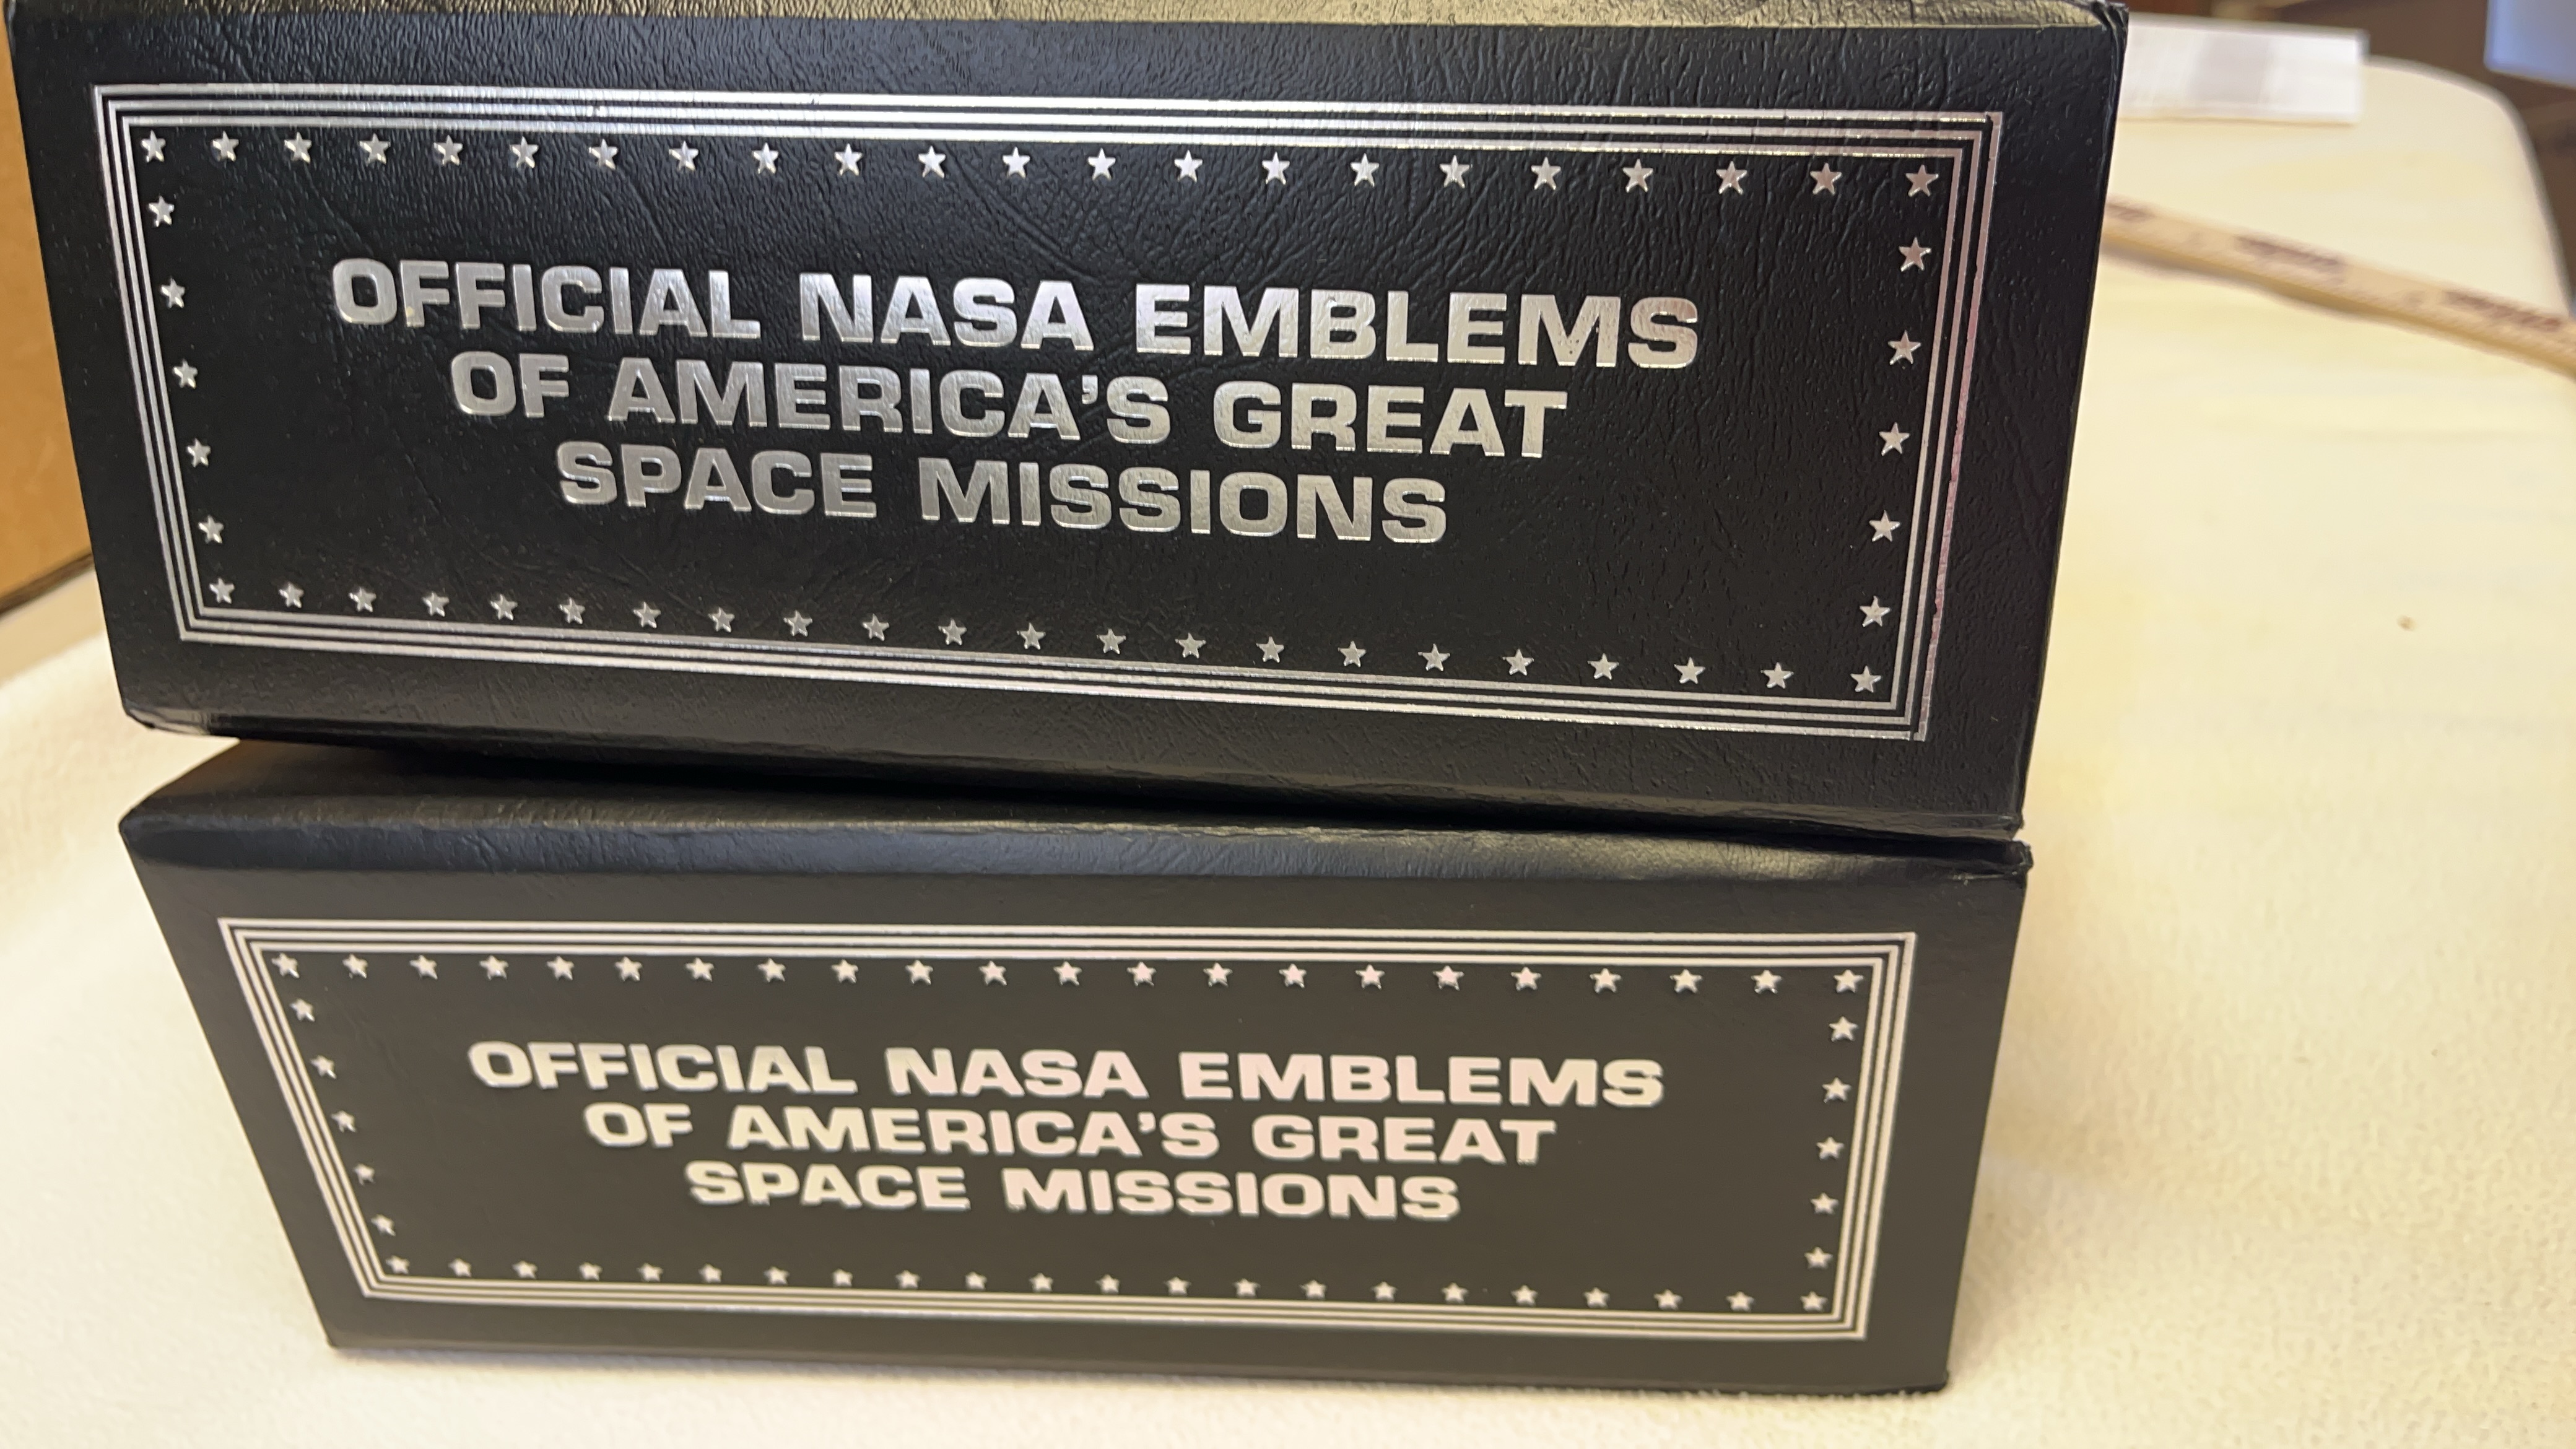 OFFICIAL NASA EMBLEMS
OF AMERICA'S GREAT
SPACE MISSIONS
OFFICIAL NASA EMBLEMS
OF AMERICA'S GREAT
SPACE MISSIONS